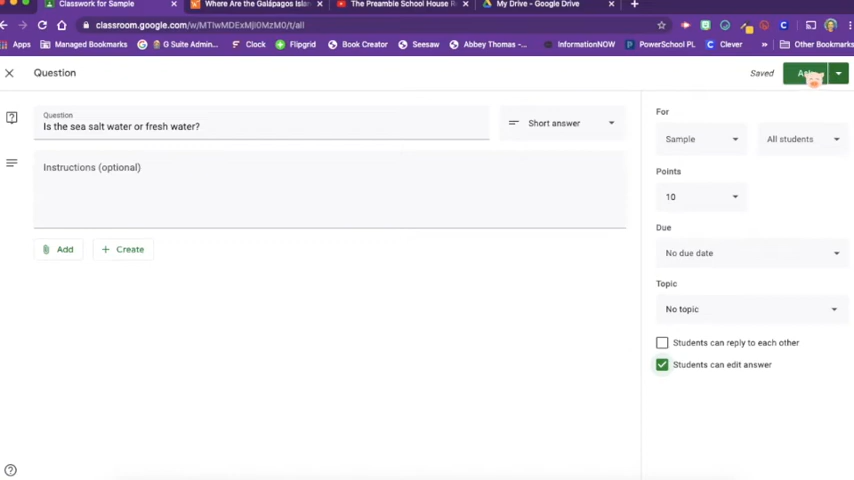 Classwork for Sample
Where Are the Galápagos Islan
The Preamble School House R
My Drive - Google Drive
classroom.google.com/w/MTIwMDExMjI0MzM0/t/all
Apps
Managed Bookmarks
G Suite Admin...
Clock
Flipgrid
Book Creator
Seesaw
Abbey Thomas -...
InformationNOW
PowerSchool PL
Clever
»
Other Bookmarks
Question
Saved
Question
Is the sea salt water or fresh water?
Short answer
Instructions (optional)
Add
Create
For
Sample
All students
Points
10
Due
No due date
Topic
No topic
Students can reply to each other
Students can edit answer